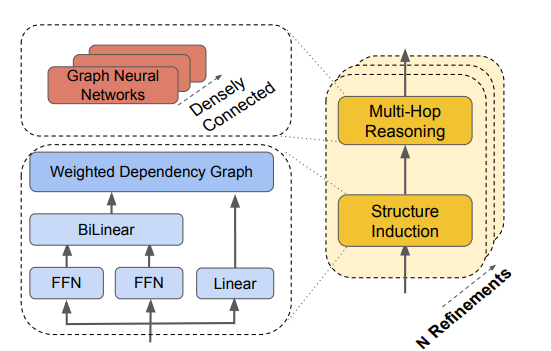 Graph Neural
Networks
Densely
Connected
Multi-Hop
Reasoning
Weighted Dependency Graph
Structure
Induction
BiLinear
FFN
FFN
Linear
N Refinements